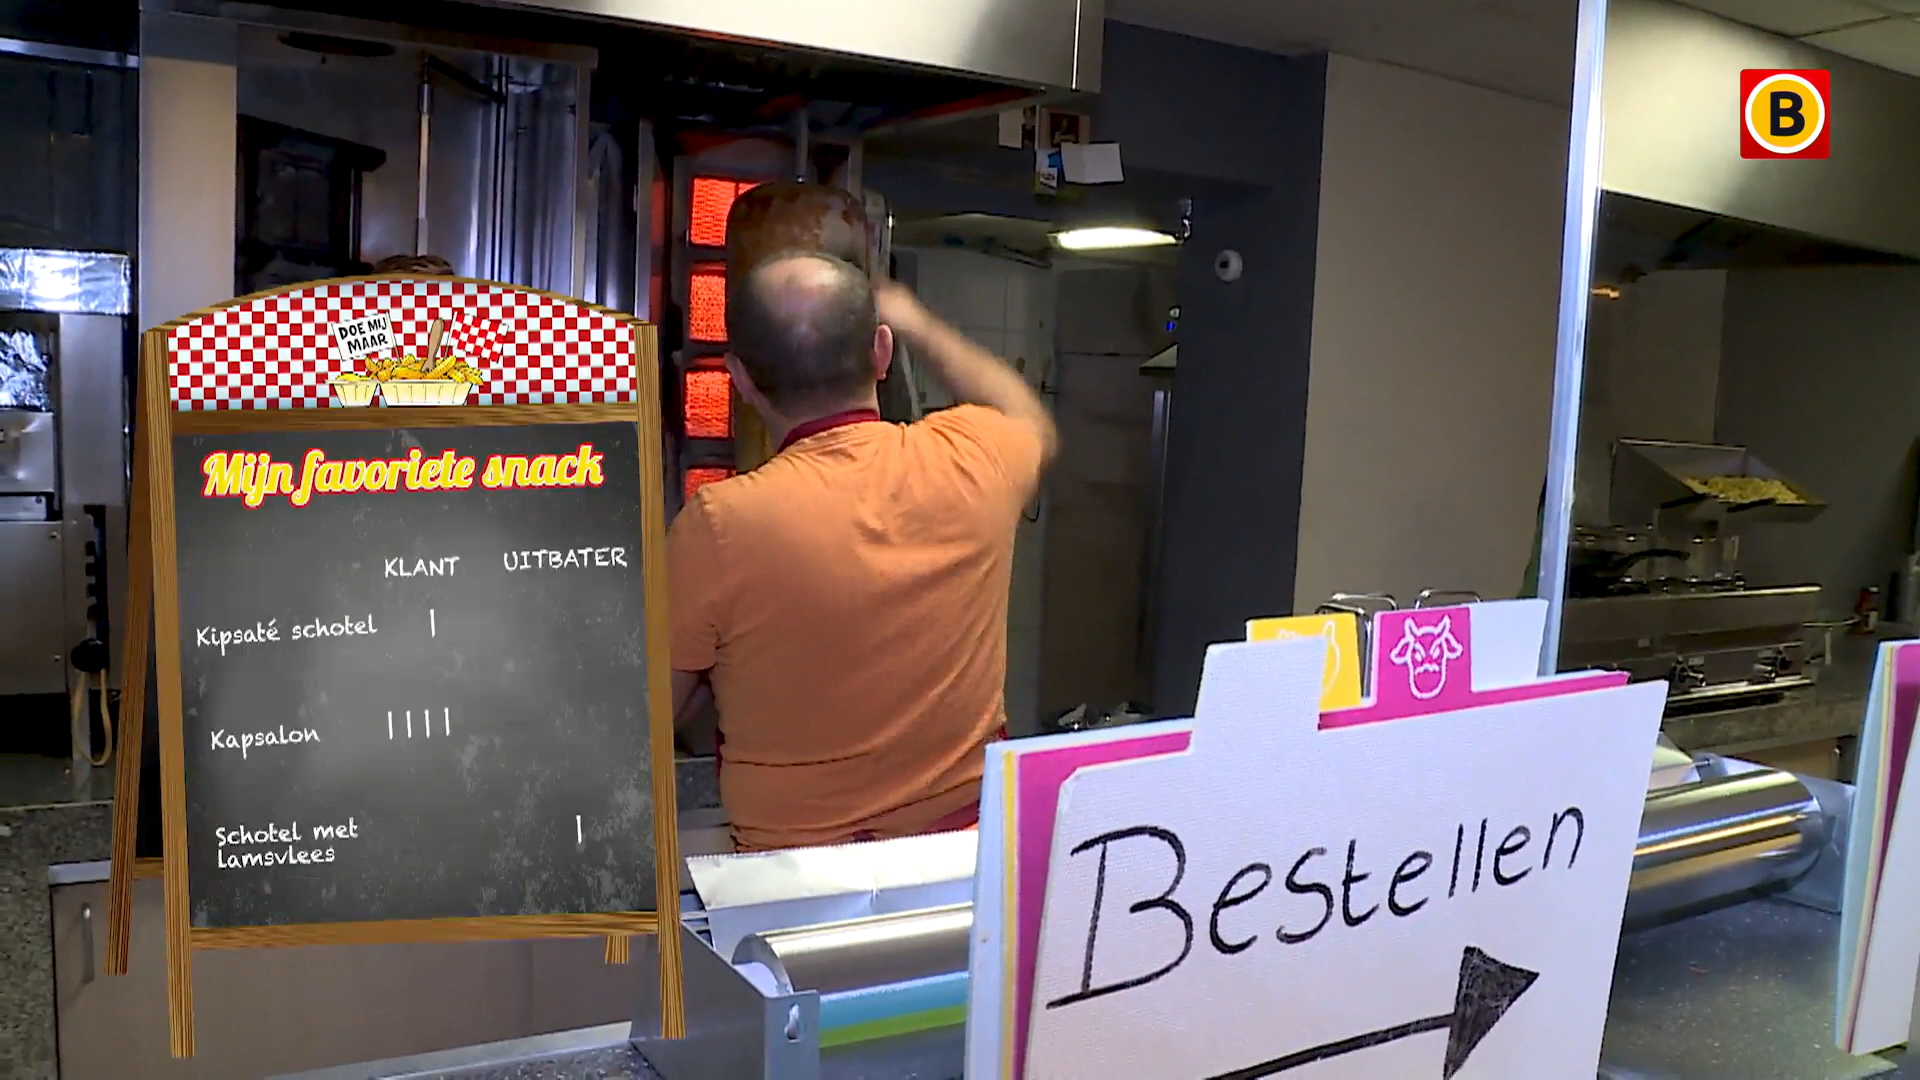 B
DOE MIJ
MAAR
Mijn favoriete snack
KLANT UITBATER
Kipsaté schotel |
Kapsalon ||||
Schotel met
lamsvlees |
Bestellen